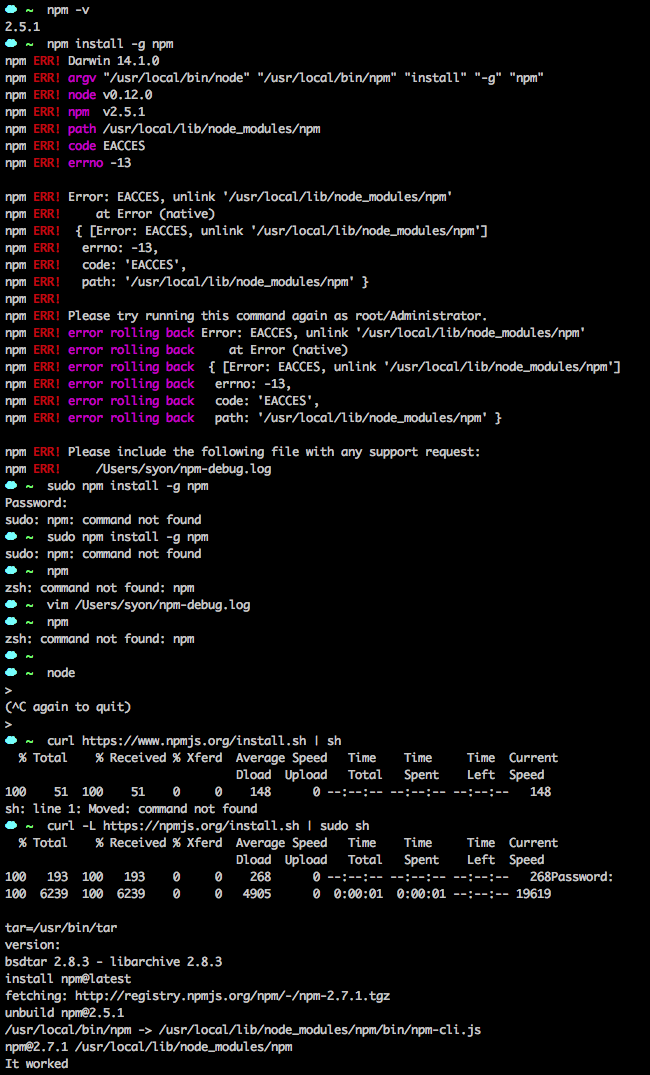 ~ npm -v
2.5.1
~ npm install -g npm
npm ERR! Darwin 14.1.0
npm ERR! argv "/usr/local/bin/node" "/usr/local/bin/npm" "install" "-g" "npm"
npm ERR! node v0.12.0
npm ERR! npm  v2.5.1
npm ERR! path /usr/local/lib/node_modules/npm
npm ERR! code EACCES
npm ERR! errno -13

npm ERR! Error: EACCES, unlink '/usr/local/lib/node_modules/npm'
npm ERR!     at Error (native)
npm ERR!  { [Error: EACCES, unlink '/usr/local/lib/node_modules/npm']
npm ERR!   errno: -13,
npm ERR!   code: 'EACCES',
npm ERR!   path: '/usr/local/lib/node_modules/npm' }
npm ERR!
npm ERR! Please try running this command again as root/Administrator.
npm ERR! error rolling back Error: EACCES, unlink '/usr/local/lib/node_modules/npm'
npm ERR! error rolling back     at Error (native)
npm ERR! error rolling back  { [Error: EACCES, unlink '/usr/local/lib/node_modules/npm']
npm ERR! error rolling back   errno: -13,
npm ERR! error rolling back   code: 'EACCES',
npm ERR! error rolling back   path: '/usr/local/lib/node_modules/npm' }

npm ERR! Please include the following file with any support request:
npm ERR!     /Users/syon/npm-debug.log
~ sudo npm install -g npm
Password:
sudo: npm: command not found
~ sudo npm install -g npm
sudo: npm: command not found
~ npm
zsh: command not found: npm
~ vim /Users/syon/npm-debug.log
~ npm
zsh: command not found: npm
~
~ node
>
(^C again to quit)
>
~ curl https://www.npmjs.org/install.sh | sh
  % Total    % Received % Xferd  Average Speed   Time    Time     Time  Current
                                 Dload  Upload   Total   Spent    Left  Speed
100    51  100    51    0     0    148      0 --:--:-- --:--:-- --:--:--   148
sh: line 1: Moved: command not found
~ curl -L https://npmjs.org/install.sh | sudo sh
  % Total    % Received % Xferd  Average Speed   Time    Time     Time  Current
                                 Dload  Upload   Total   Spent    Left  Speed
100   193  100   193    0     0    268      0 --:--:-- --:--:-- --:--:--   268Password:
100  6239  100  6239    0     0   4905      0  0:00:01  0:00:01 --:--:-- 19619

tar=/usr/bin/tar
version:
bsdtar 2.8.3 - libarchive 2.8.3
install npm@latest
fetching: http://registry.npmjs.org/npm/-/npm-2.7.1.tgz
unbuild npm@2.5.1
/usr/local/bin/npm -> /usr/local/lib/node_modules/npm/bin/npm-cli.js
npm@2.7.1 /usr/local/lib/node_modules/npm
It worked